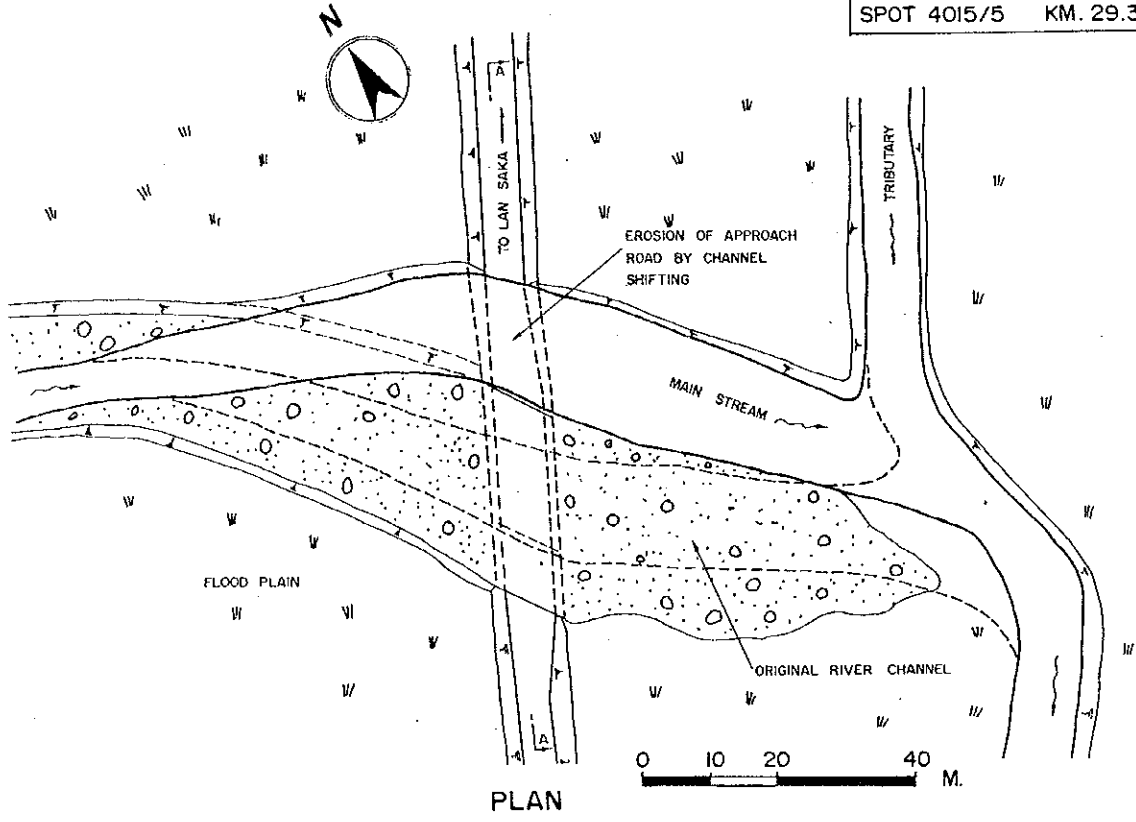 SPOT 4015/5 KM. 29.3
N
A
TO LAN SAKA
TRIBUTARY
EROSION OF APPROACH
ROAD BY CHANNEL
SHIFTING
MAIN STREAM
FLOOD PLAIN
ORIGINAL RIVER CHANNEL
A
0 10 20 40 M.
PLAN